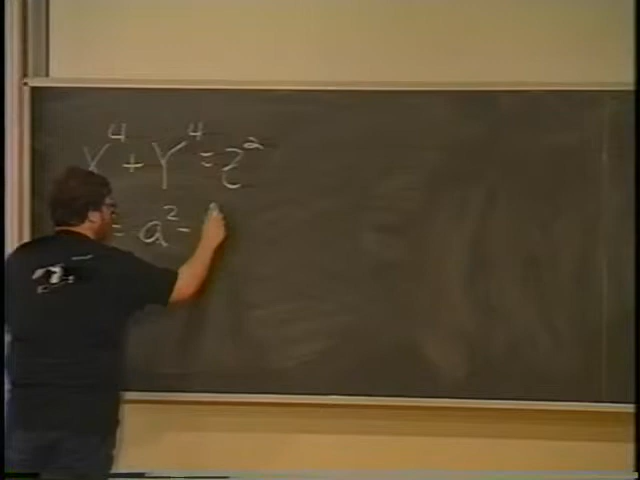 X⁴ + Y⁴ = Z²
= a² -